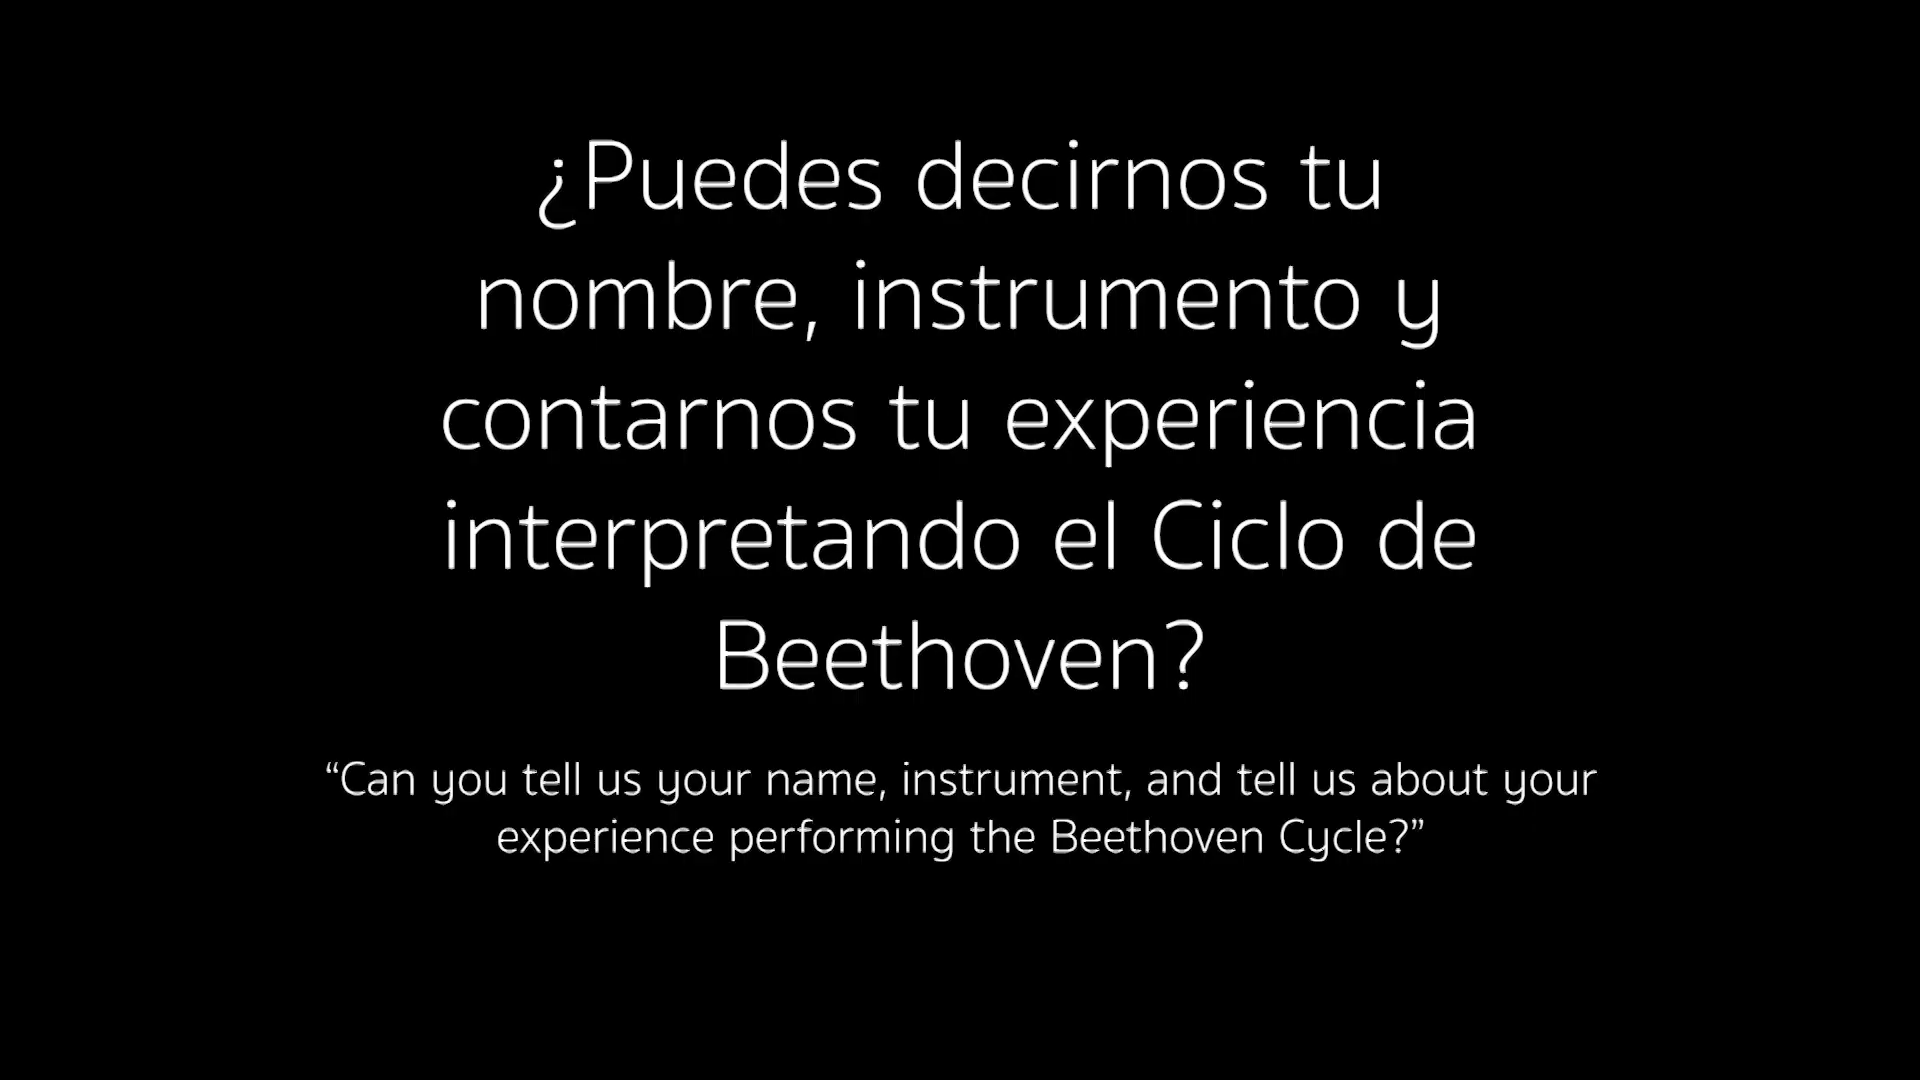 ¿Puedes decirnos tu
nombre, instrumento y
contarnos tu experiencia
interpretando el Ciclo de
Beethoven?
“Can you tell us your name, instrument, and tell us about your
experience performing the Beethoven Cycle?”